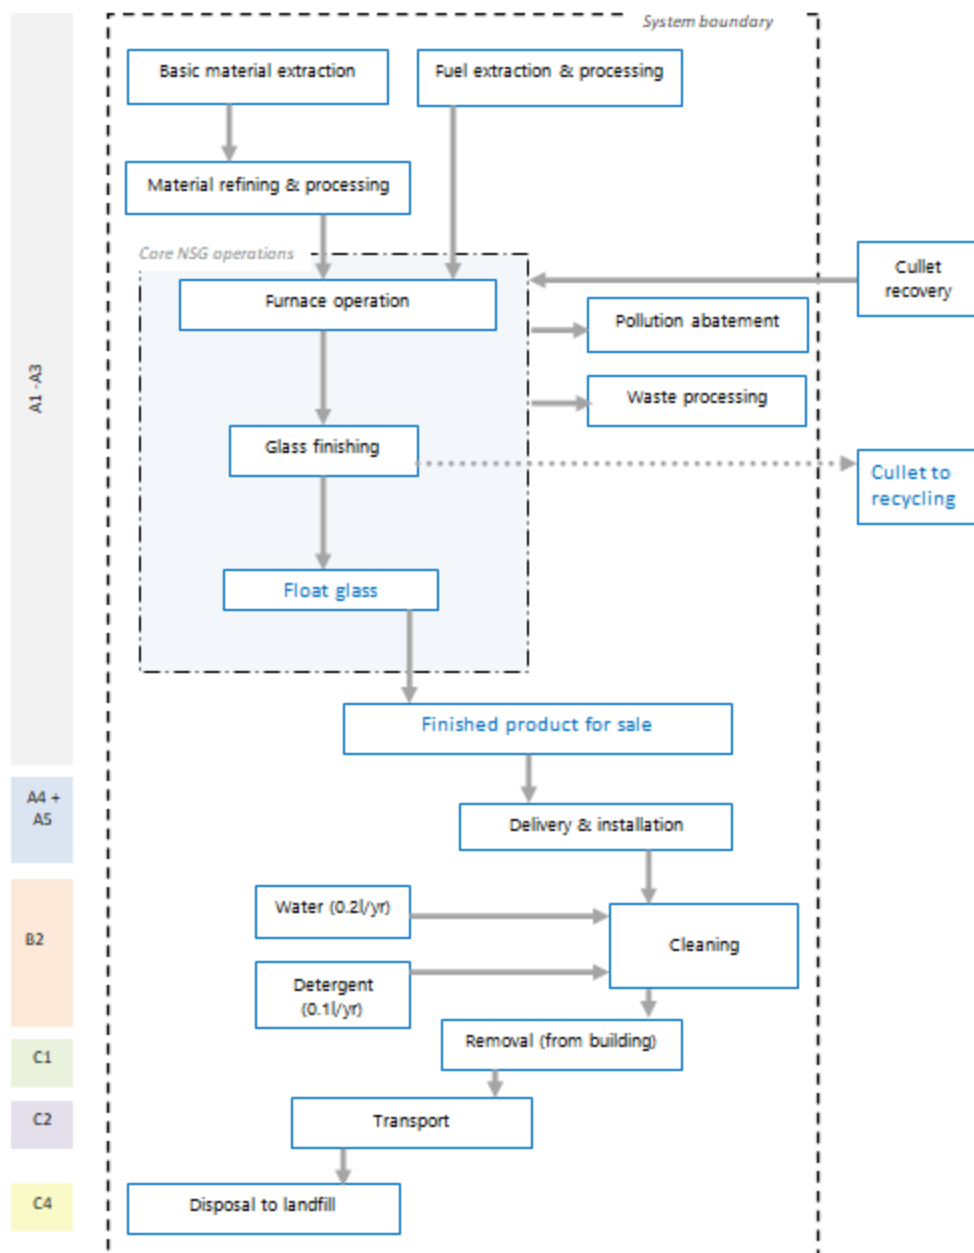 System boundary
Basic material extraction
Fuel extraction & processing
Material refining & processing
Core NSG operations
Furnace operation
Cullet
recovery
Pollution abatement
Waste processing
A1 -A3
Glass finishing
Cullet to
recycling
Float glass
Finished product for sale
A4 +
A5
Delivery & installation
Water (0.2l/yr)
B2
Cleaning
Detergent
(0.1l/yr)
Removal (from building)
C1
C2
Transport
C4
Disposal to landfill